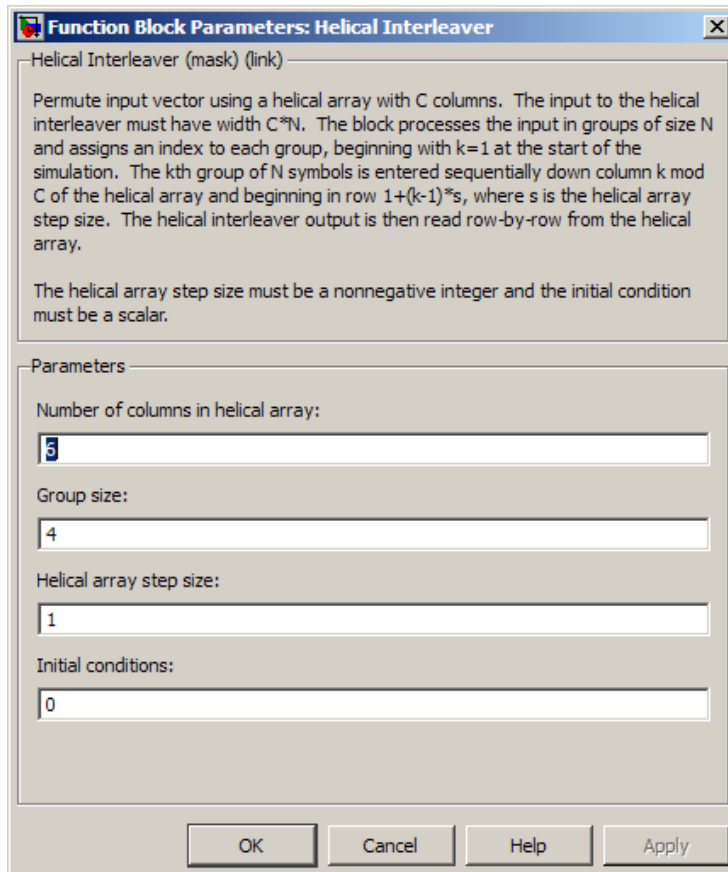 Function Block Parameters: Helical Interleaver
Helical Interleaver (mask) (link)
Permute input vector using a helical array with C columns. The input to the helical
interleaver must have width C*N. The block processes the input in groups of size N
and assigns an index to each group, beginning with k=1 at the start of the
simulation. The kth group of N symbols is entered sequentially down column k mod
C of the helical array and beginning in row 1+(k-1)*s, where s is the helical array
step size. The helical interleaver output is then read row-by-row from the helical
array.
The helical array step size must be a nonnegative integer and the initial condition
must be a scalar.
Parameters
Number of columns in helical array:
6
Group size:
4
Helical array step size:
1
Initial conditions:
0
OK Cancel Help Apply